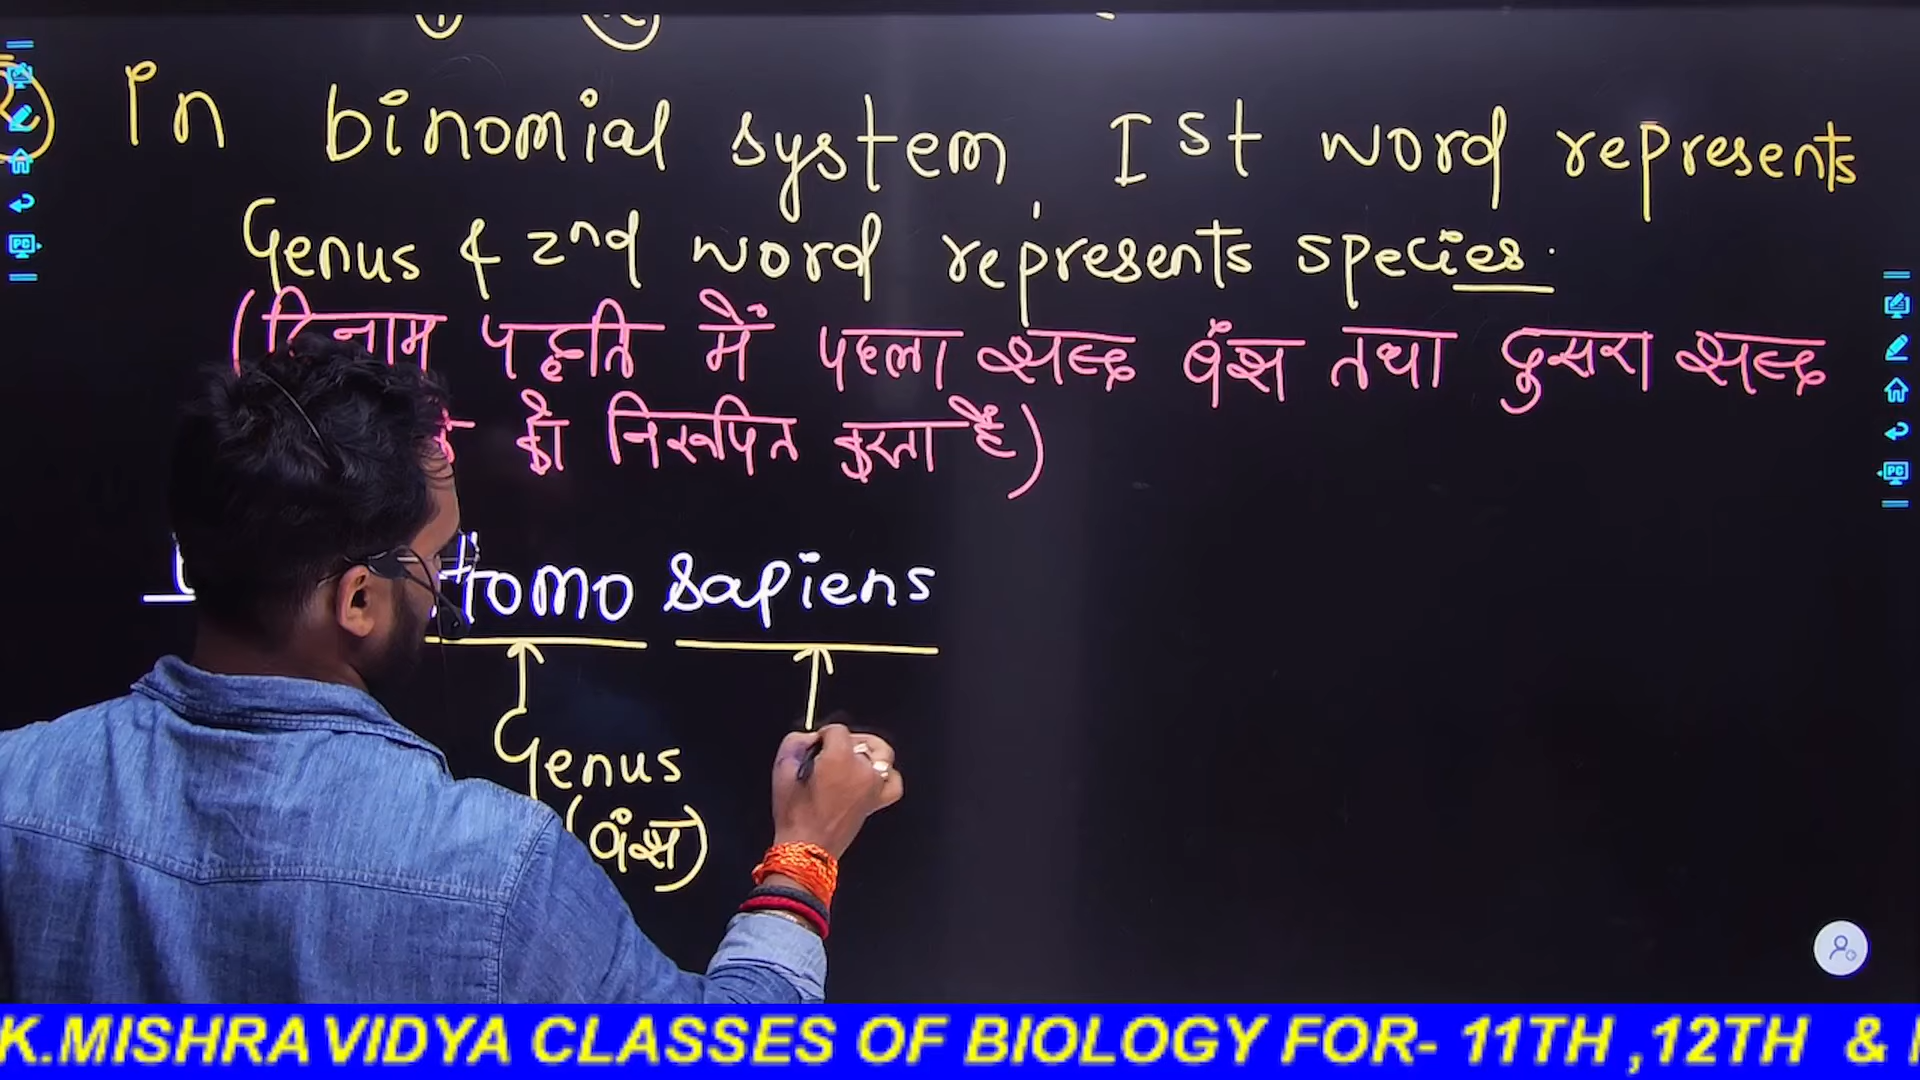 In binomial system Ist word represents
Genus & 2nd word represents species.
(द्विनाम पद्धति में पहला शब्द वंश तथा दुसरा शब्द
को निरूपित करता है)
Homo Sapiens
Genus
(वंश)
K.MISHRA VIDYA CLASSES OF BIOLOGY FOR- 11TH ,12TH &